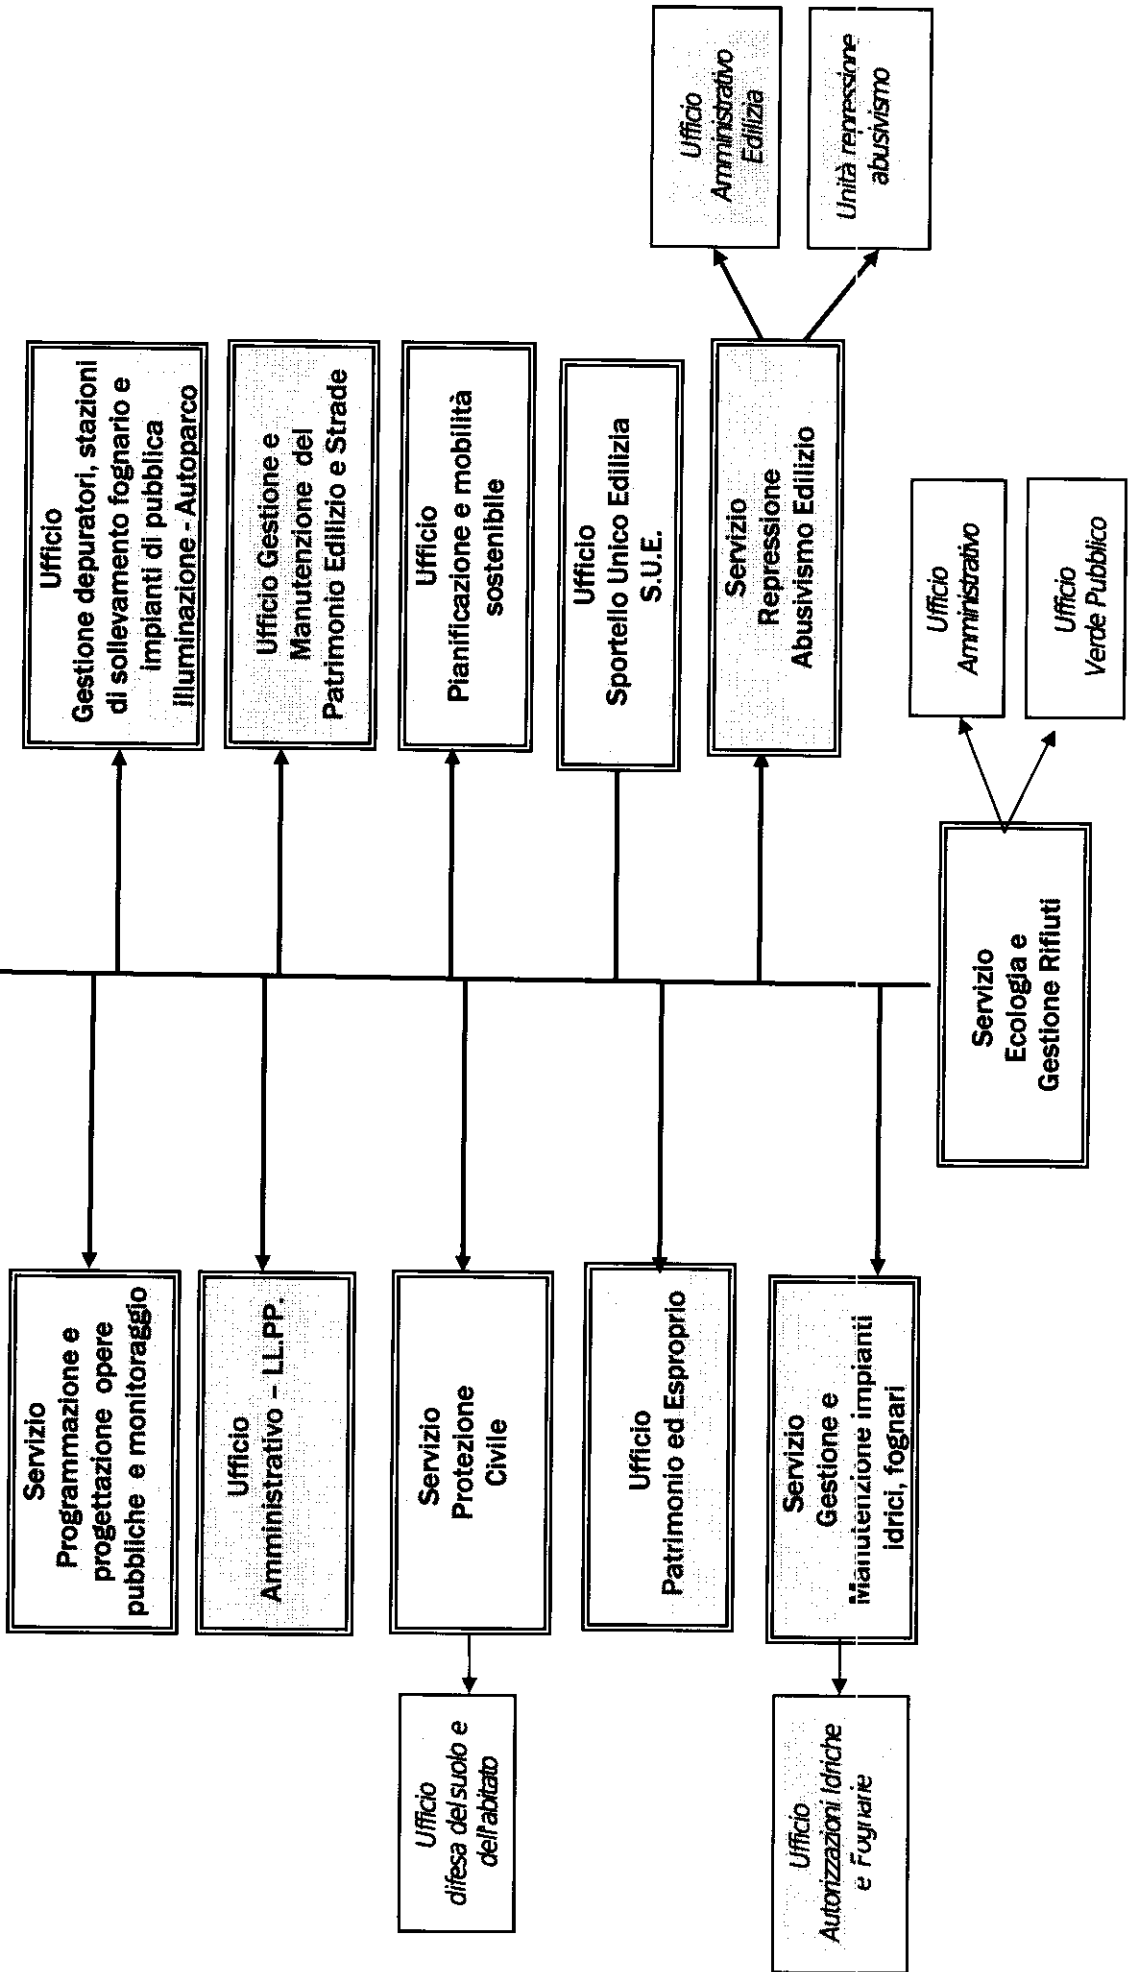 Servizio
Programmazione e
progettazione opere
pubbliche e monitoraggio
Ufficio
Amministrativo – LL.PP.
Servizio
Protezione
Civile
Ufficio
difesa del suolo e
dell'abitato
Ufficio
Patrimonio ed Esproprio
Servizio
Gestione e
Manutenzione impianti
idrici, fognari
Ufficio
Autorizzazioni Idriche
e Fognarie
Ufficio
Gestione depuratori, stazioni
di sollevamento fognario e
impianti di pubblica
Illuminazione - Autoparco
Ufficio Gestione e
Manutenzione del
Patrimonio Edilizio e Strade
Ufficio
Pianificazione e mobilità
sostenibile
Ufficio
Sportello Unico Edilizia
S.U.E.
Servizio
Repressione
Abusivismo Edilizio
Ufficio
Amministrativo
Edilizia
Unità repressione
abusivismo
Servizio
Ecologia e
Gestione Rifiuti
Ufficio
Amministrativo
Ufficio
Verde Pubblico